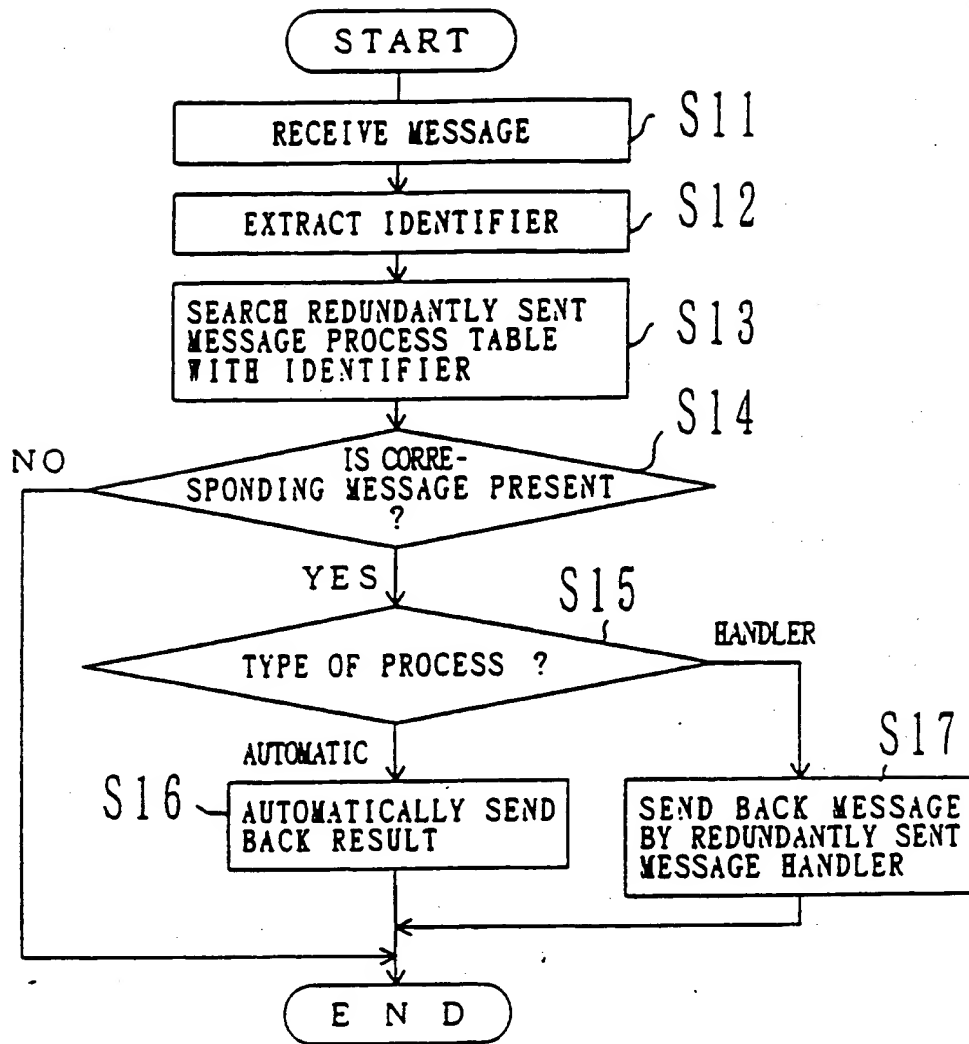 START
RECEIVE MESSAGE
S11
EXTRACT IDENTIFIER
S12
SEARCH REDUNDANTLY SENT
MESSAGE PROCESS TABLE
WITH IDENTIFIER
S13
S14
NO
IS CORRE-
SPONDING MESSAGE PRESENT
?
YES
S15
HANDLER
TYPE OF PROCESS ?
AUTOMATIC
S16
AUTOMATICALLY SEND
BACK RESULT
S17
SEND BACK MESSAGE
BY REDUNDANTLY SENT
MESSAGE HANDLER
END